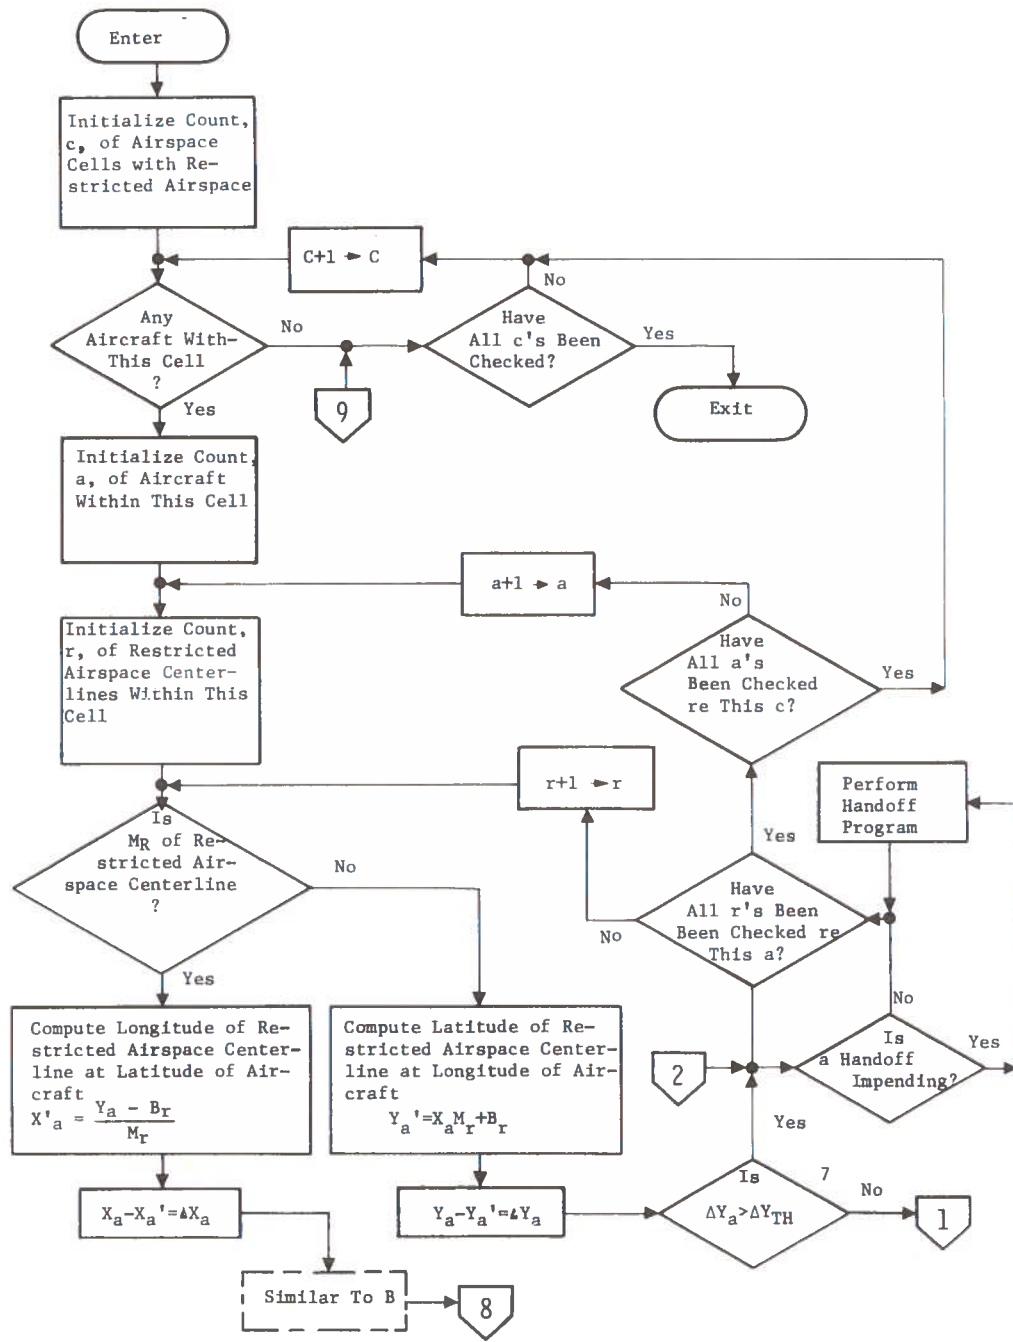 Enter
Initialize Count,
c, of Airspace
Cells with Re-
stricted Airspace
C+1 → C
No
Any
Aircraft With-
This Cell
?
No
Have
All c's Been
Checked?
Yes
Exit
9
Yes
Initialize Count,
a, of Aircraft
Within This Cell
a+1 → a
No
Initialize Count,
r, of Restricted
Airspace Center-
lines Within This
Cell
Have
All a's
Been Checked
re This c?
Yes
r+1 → r
Perform
Handoff
Program
Is
MR of Re-
stricted Air-
space Centerline
?
No
Yes
Have
All r's Been
Been Checked re
This a?
No
Yes
No
Compute Longitude of Re-
stricted Airspace Center-
line at Latitude of Air-
craft
X'a = Ya - Br
Mr
Compute Latitude of Re-
stricted Airspace Center-
line at Longitude of Air-
craft
Ya'=XaMr+Br
2
Is
a Handoff
Impending?
Yes
Yes
Xa-Xa'=ΔXa
Ya-Ya'=ΔYa
Is
7
ΔYa>ΔYTH
No
1
Similar To B
8